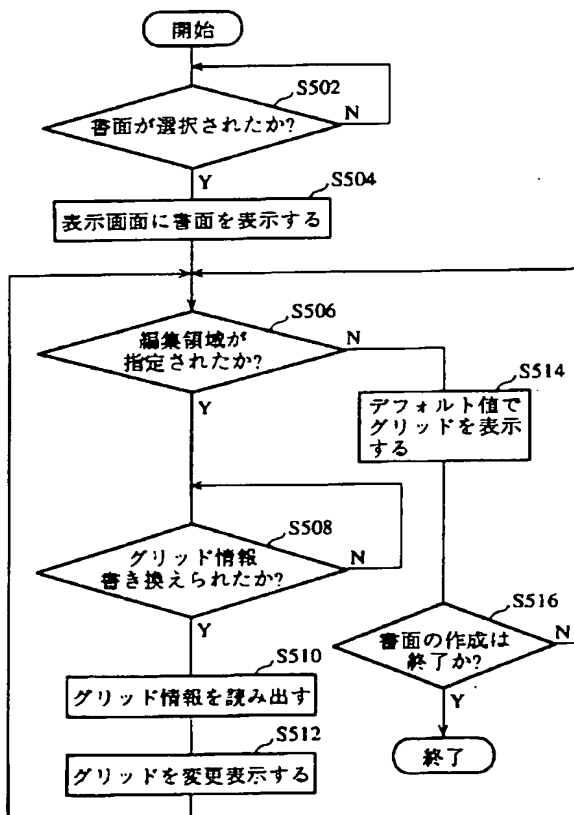 開始
S502
書面が選択されたか?
N
Y
S504
表示画面に書面を表示する
S506
編集領域が
指定されたか?
N
Y
S514
デフォルト値で
グリッドを表示
する
S508
グリッド情報
書き換えられたか?
N
Y
S516
書面の作成は
終了か?
N
Y
S510
グリッド情報を読み出す
S512
グリッドを変更表示する
終了